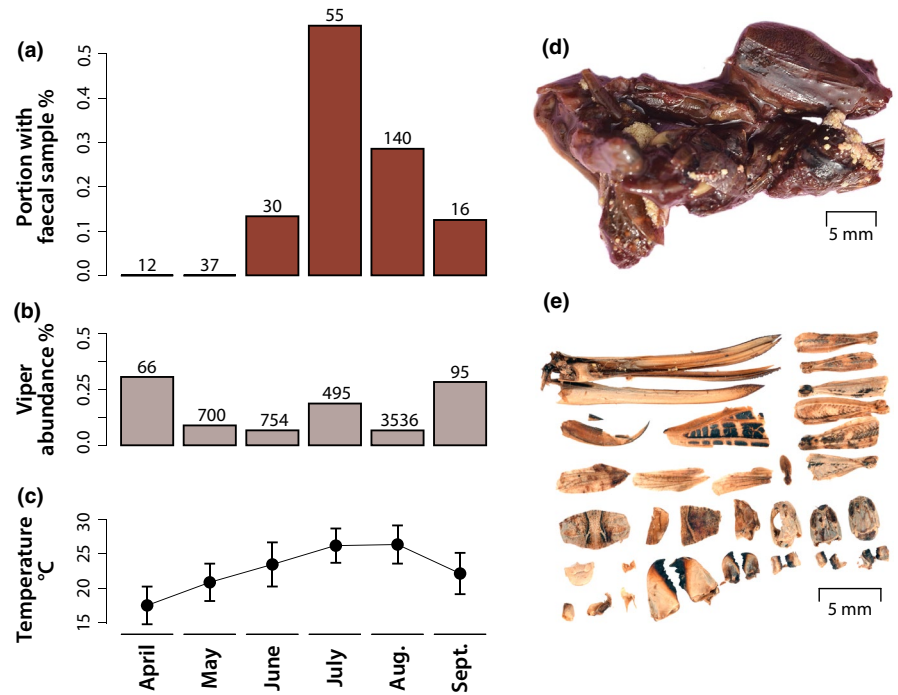 (a)
Portion with
faecal sample %
0.5
0.4
0.3
0.2
0.1
0.0
12
37
30
55
140
16
(b)
Viper
abundance %
0.5
0.25
0.0
66
700
754
495
3536
95
(c)
Temperature
°C
30
25
20
15
April
May
June
July
Aug.
Sept.
(d)
5 mm
(e)
5 mm